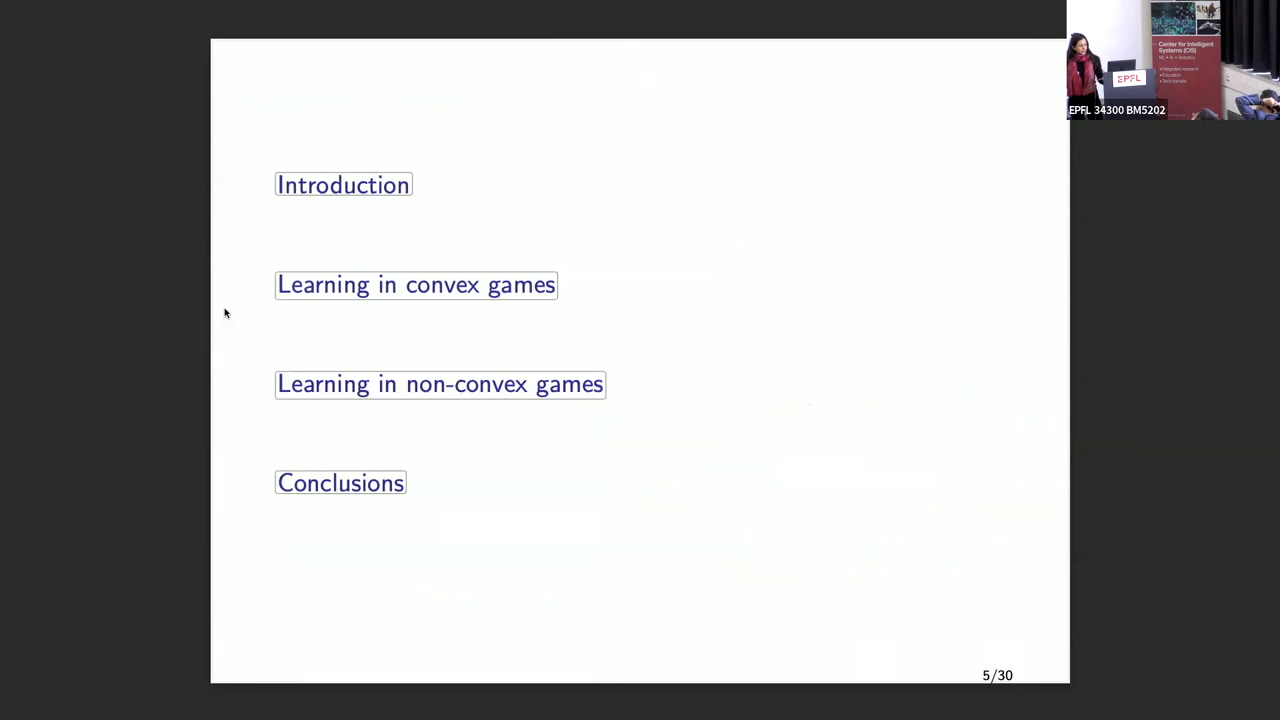 Introduction
Learning in convex games
Learning in non-convex games
Conclusions
5/30
Center for Intelligent
Systems (CIS)
EPFL
EPFL 34300 BM5202